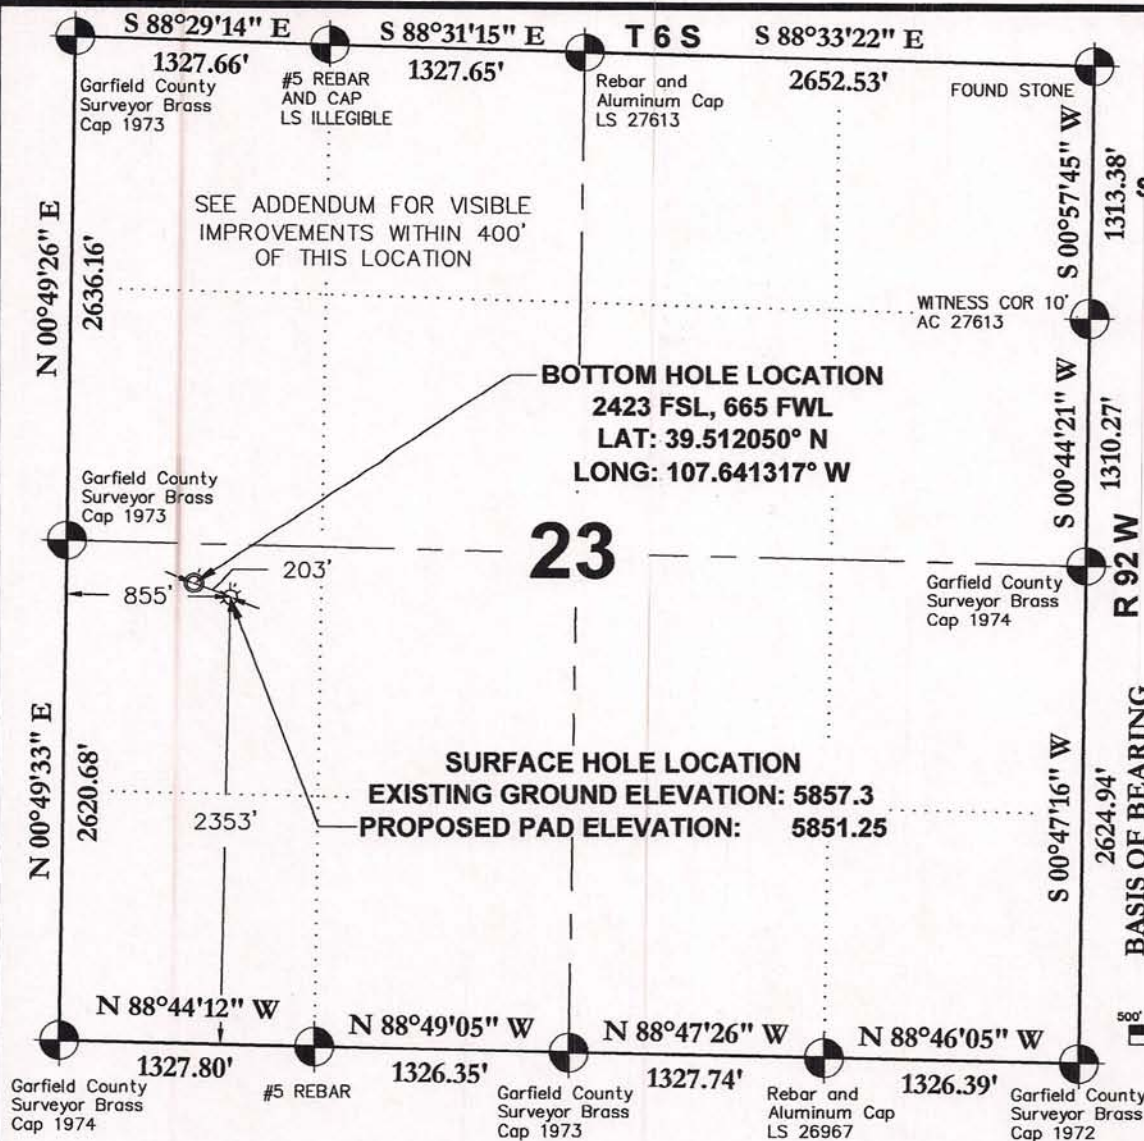 S 88°29'14" E
1327.66'
S 88°31'15" E
1327.65'
T 6 S
S 88°33'22" E
2652.53'
Garfield County
Surveyor Brass
Cap 1973
#5 REBAR
AND CAP
LS ILLEGIBLE
Rebar and
Aluminum Cap
LS 27613
FOUND STONE
S 00°57'45" W
1313.38'
SEE ADDENDUM FOR VISIBLE
IMPROVEMENTS WITHIN 400'
OF THIS LOCATION
N 00°49'26" E
2636.16'
WITNESS COR 10'
AC 27613
BOTTOM HOLE LOCATION
2423 FSL, 665 FWL
LAT: 39.512050° N
LONG: 107.641317° W
S 00°44'21" W
1310.27'
Garfield County
Surveyor Brass
Cap 1973
23
203'
855'
Garfield County
Surveyor Brass
Cap 1974
R 92 W
SURFACE HOLE LOCATION
EXISTING GROUND ELEVATION: 5857.3
PROPOSED PAD ELEVATION: 5851.25
N 00°49'33" E
2620.68'
2353'
S 00°47'16" W
2624.94'
BASIS OF BEARING
500'
N 88°44'12" W
1327.80'
N 88°49'05" W
1326.35'
N 88°47'26" W
1327.74'
N 88°46'05" W
1326.39'
Garfield County
Surveyor Brass
Cap 1974
#5 REBAR
Garfield County
Surveyor Brass
Cap 1973
Rebar and
Aluminum Cap
LS 26967
Garfield County
Surveyor Brass
Cap 1972